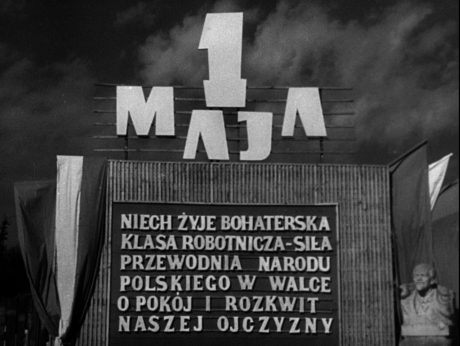 1
MAJA
NIECH ŻYJE BOHATERSKA
KLASA ROBOTNICZA-SIŁA
PRZEWODNIA NARODU
POLSKIEGO W WALCE
O POKÓJ I ROZKWIT
NASZEJ OJCZYZNY